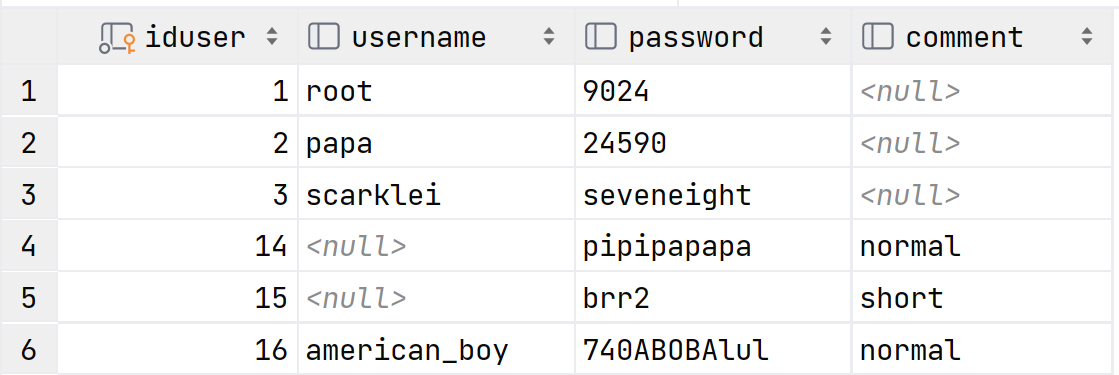 iduser username password comment
1 1 root 9024 <null>
2 2 papa 24590 <null>
3 3 scarklei seveneight <null>
4 14 <null> pipipapapa normal
5 15 <null> brr2 short
6 16 american_boy 740ABOBAlul normal